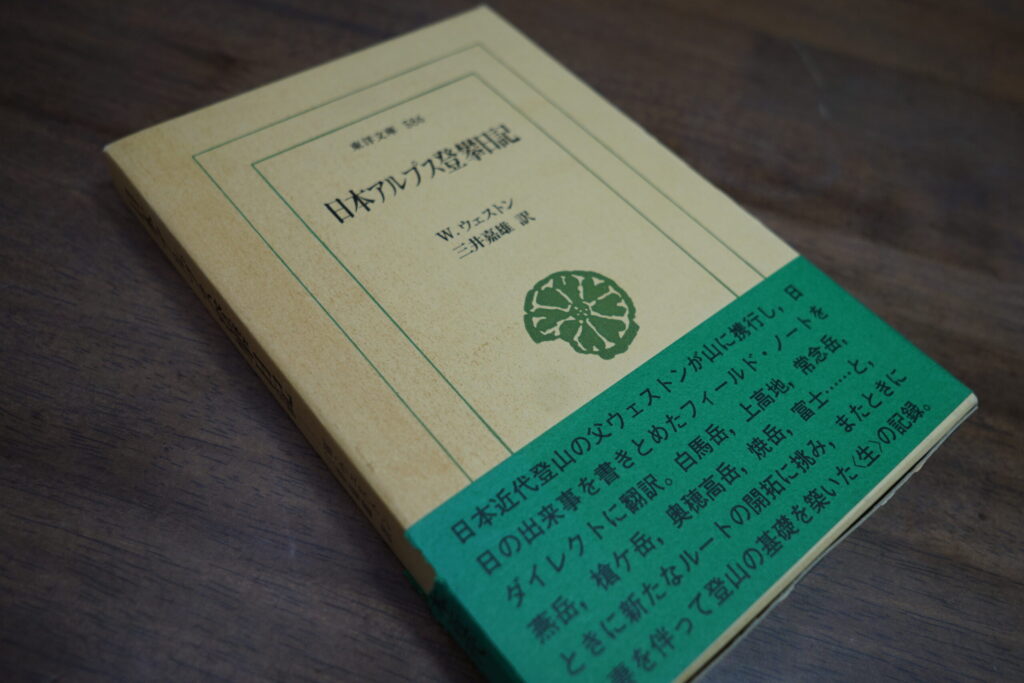 東洋文庫 586
日本アルプス登攀日記
W.ウェストン
三井嘉雄 訳
日本近代登山の父ウェストンが山に携行し，日
日の出来事を書きとめたフィールド・ノートを
ダイレクトに翻訳。白馬岳，上高地，常念岳，
燕岳，槍ケ岳，奥穂高岳，焼岳，富士……と，
ときに新たなルートの開拓に挑み，またときに
妻を伴って登山の基礎を築いた〈生〉の記録。